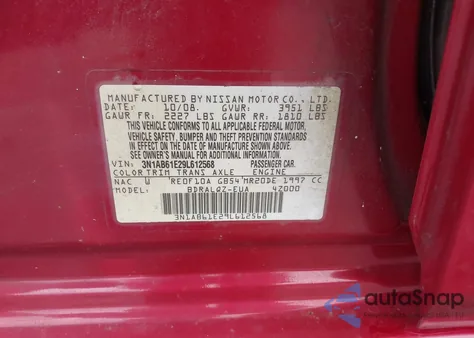 MANUFACTURED BY NISSAN MOTOR CO., LTD.
DATE: 10/08. GVWR: 3951 LBS
GAWR FR: 2227 LBS GAWR RR: 1810 LBS
THIS VEHICLE CONFORMS TO ALL APPLICABLE FEDERAL MOTOR
VEHICLE SAFETY, BUMPER AND THEFT PREVENTION STANDARDS
IN EFFECT ON THE DATE OF MANUFACTURE SHOWN ABOVE.
SEE OWNER'S MANUAL FOR ADDITIONAL INFORMATION
VIN: 3N1AB61E29L612568 PASSENGER CAR.
COLOR TRIM TRANS AXLE ENGINE
NAC W RE0F10A GB54 MR20DE 1997 CC
MODEL: BDRALQZ-EUA 4Z000
3N1AB61E29L612568
autoSnap